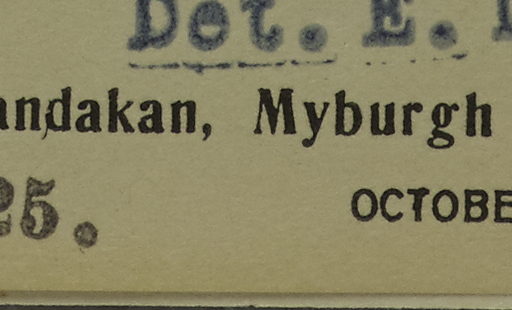 Det. E.
andakan, Myburgh
25. OCTOBE